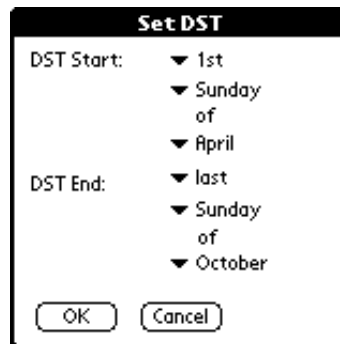 Set DST
DST Start: 1st
Sunday
of
April
DST End: last
Sunday
of
October
OK Cancel